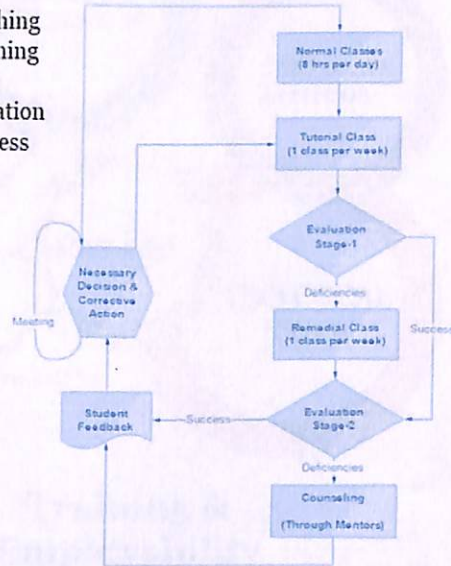 hing
ning
ation
ess
Normal Classes
(8 hrs per day)
Tutorial Class
(1 class per week)
Evaluation
Stage-1
Necessary
Decision &
Corrective
Action
Deficiencies
Meeting
Remedial Class
(1 class per week)
Success
Student
Feedback
Success
Evaluation
Stage-2
Deficiencies
Counseling
(Through Mentors)